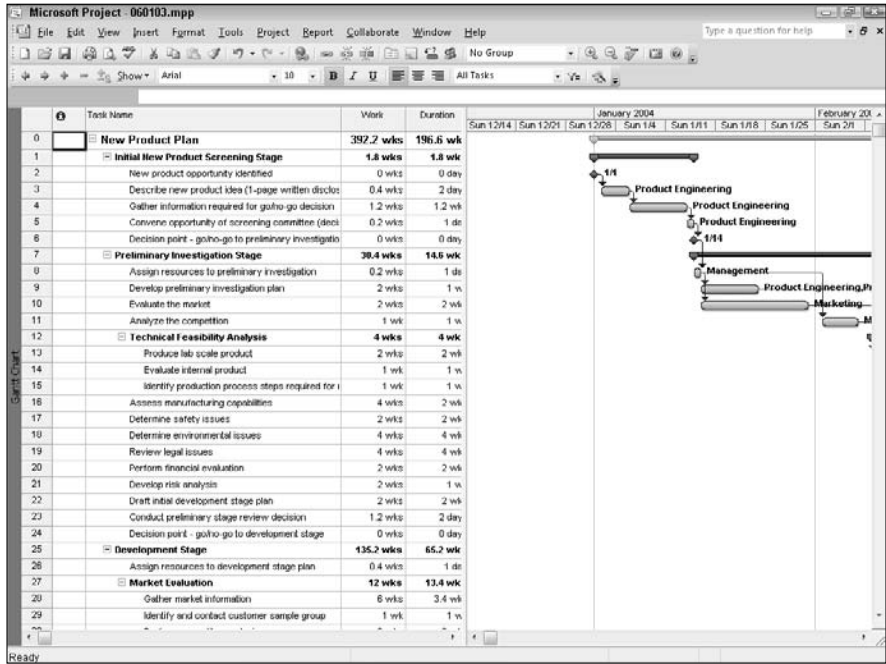 Microsoft Project - 060103.mpp
File Edit View Insert Format Tools Project Report Collaborate Window Help
Type a question for help
No Group
Show Arial 10 B I U All Tasks
Task Name Work Duration
January 2004 February 20
Sun 12/14 Sun 12/21 Sun 12/28 Sun 1/4 Sun 1/11 Sun 1/18 Sun 1/25 Sun 2/1
0 New Product Plan 392.2 wks 196.6 wk
1 Initial New Product Screening Stage 1.8 wks 1.8 wk
2 New product opportunity identified 0 wks 0 day 1/1
3 Describe new product idea (1-page written disclos 0.4 wks 2 day Product Engineering
4 Gather information required for go/no-go decision 1.2 wks 1.2 wk Product Engineering
5 Convene opportunity of screening committee (deci 0.2 wks 1 da Product Engineering
6 Decision point - go/no-go to preliminary investigatio 0 wks 0 day 1/14
7 Preliminary Investigation Stage 30.4 wks 14.6 wk
8 Assign resources to preliminary investigation 0.2 wks 1 da Management
9 Develop preliminary investigation plan 2 wks 1 w Product Engineering,Pr
10 Evaluate the market 2 wks 2 wk Marketing
11 Analyze the competition 1 wk 1 w M
12 Technical Feasibility Analysis 4 wks 4 wk
13 Produce lab scale product 2 wks 2 wk
14 Evaluate internal product 1 wk 1 w
15 Identify production process steps required for 1 wk 1 w
16 Assess manufacturing capabilities 4 wks 2 wk
17 Determine safety issues 2 wks 2 wk
18 Determine environmental issues 4 wks 4 wk
19 Review legal issues 4 wks 4 wk
20 Perform financial evaluation 2 wks 2 wk
21 Develop risk analysis 2 wks 1 w
22 Draft initial development stage plan 2 wks 2 wk
23 Conduct preliminary stage review decision 1.2 wks 2 day
24 Decision point - go/no-go to development stage 0 wks 0 day
25 Development Stage 135.2 wks 65.2 wk
26 Assign resources to development stage plan 0.4 wks 1 da
27 Market Evaluation 12 wks 13.4 wk
28 Gather market information 6 wks 3.4 wk
29 Identify and contact customer sample group 1 wk 1 w
Gantt Chart
Ready